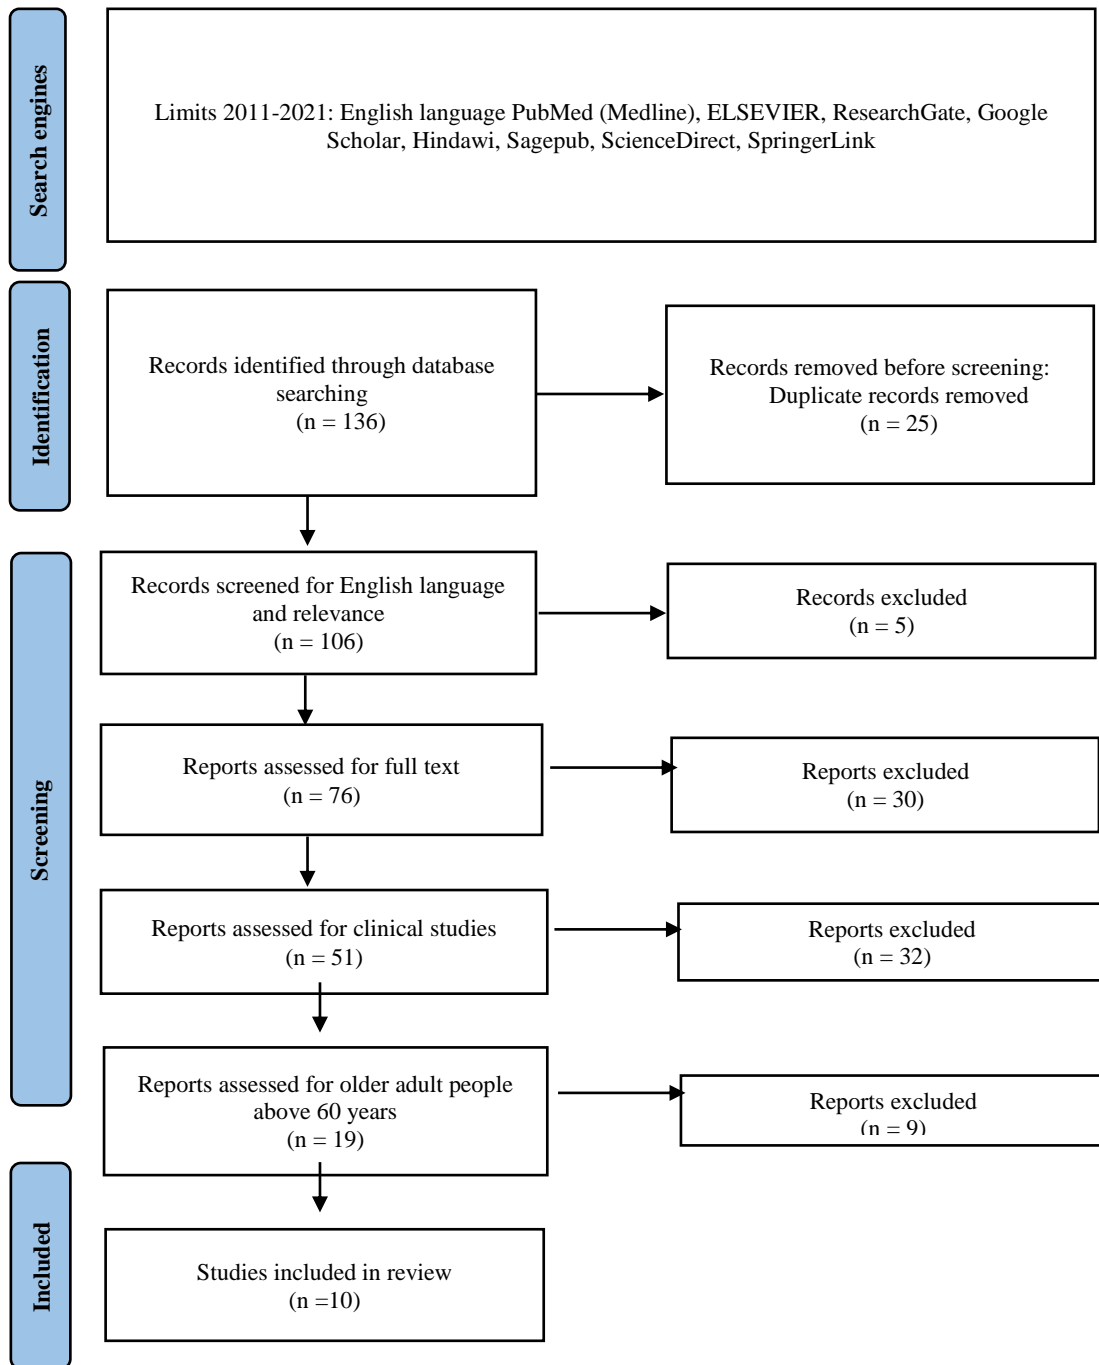 Search engines
Limits 2011-2021: English language PubMed (Medline), ELSEVIER, ResearchGate, Google
Scholar, Hindawi, Sagepub, ScienceDirect, SpringerLink
Identification
Records identified through database
searching
(n = 136)
Records removed before screening:
Duplicate records removed
(n = 25)
Screening
Records screened for English language
and relevance
(n = 106)
Records excluded
(n = 5)
Reports assessed for full text
(n = 76)
Reports excluded
(n = 30)
Reports assessed for clinical studies
(n = 51)
Reports excluded
(n = 32)
Reports assessed for older adult people
above 60 years
(n = 19)
Reports excluded
(n = 9)
Included
Studies included in review
(n =10)